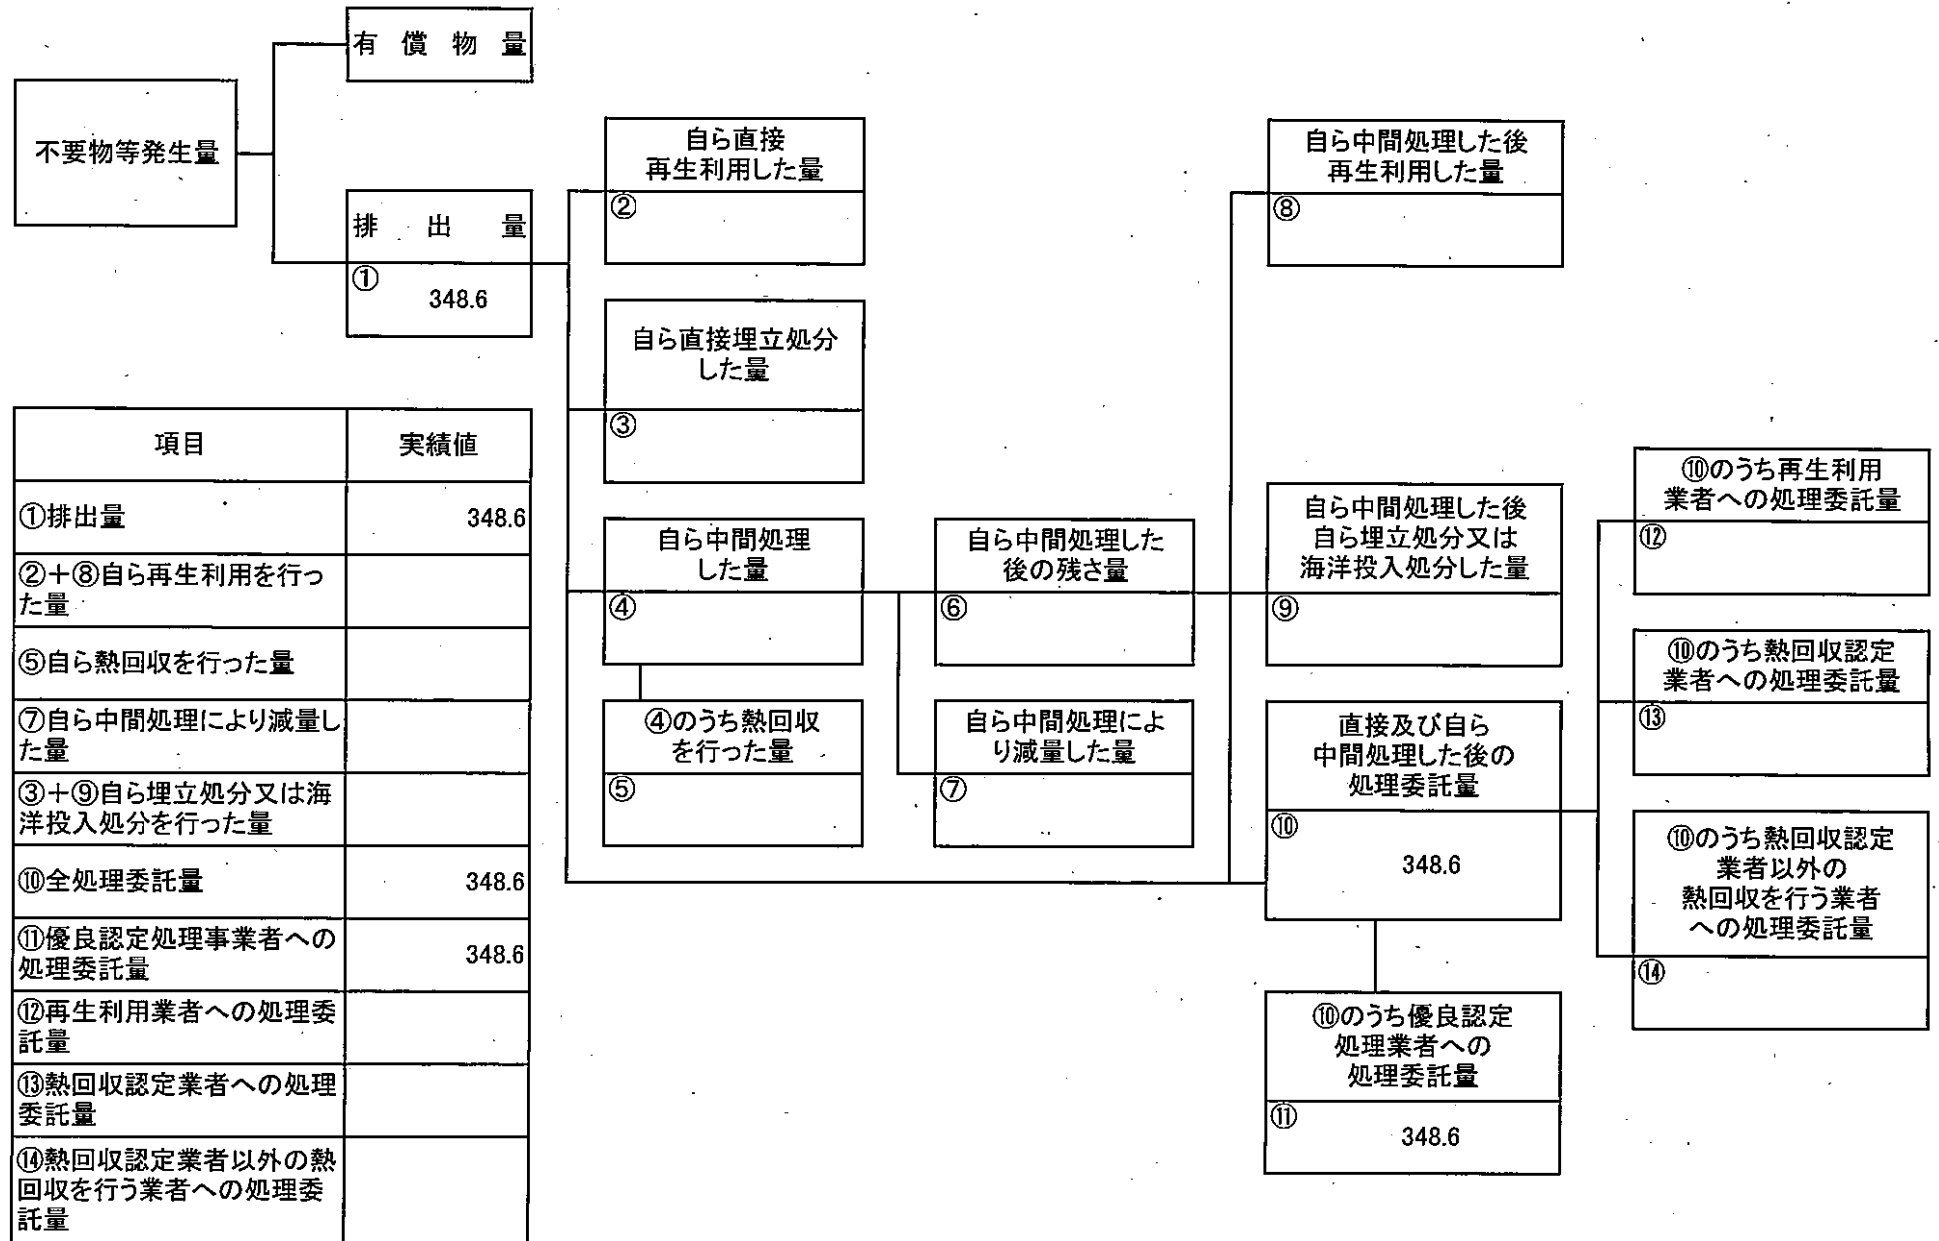 有償物量
不要物等発生量
排出量
①
348.6
自ら直接
再生利用した量
②
自ら直接埋立処分
した量
③
自ら中間処理
した量
④
④のうち熱回収
を行った量
⑤
自ら中間処理した
後の残さ量
⑥
自ら中間処理によ
り減量した量
⑦
自ら中間処理した後
再生利用した量
⑧
自ら中間処理した後
自ら埋立処分又は
海洋投入処分した量
⑨
直接及び自ら
中間処理した後の
処理委託量
⑩
348.6
⑩のうち優良認定
処理業者への
処理委託量
⑪
348.6
⑩のうち再生利用
業者への処理委託量
⑫
⑩のうち熱回収認定
業者への処理委託量
⑬
⑩のうち熱回収認定
業者以外の
熱回収を行う業者
への処理委託量
⑭
項目 実績値
①排出量 348.6
②＋⑧自ら再生利用を行っ
た量
⑤自ら熱回収を行った量
⑦自ら中間処理により減量し
た量
③＋⑨自ら埋立処分又は海
洋投入処分を行った量
⑩全処理委託量 348.6
⑪優良認定処理事業者への
処理委託量 348.6
⑫再生利用業者への処理委
託量
⑬熱回収認定業者への処理
委託量
⑭熱回収認定業者以外の熱
回収を行う業者への処理委
託量